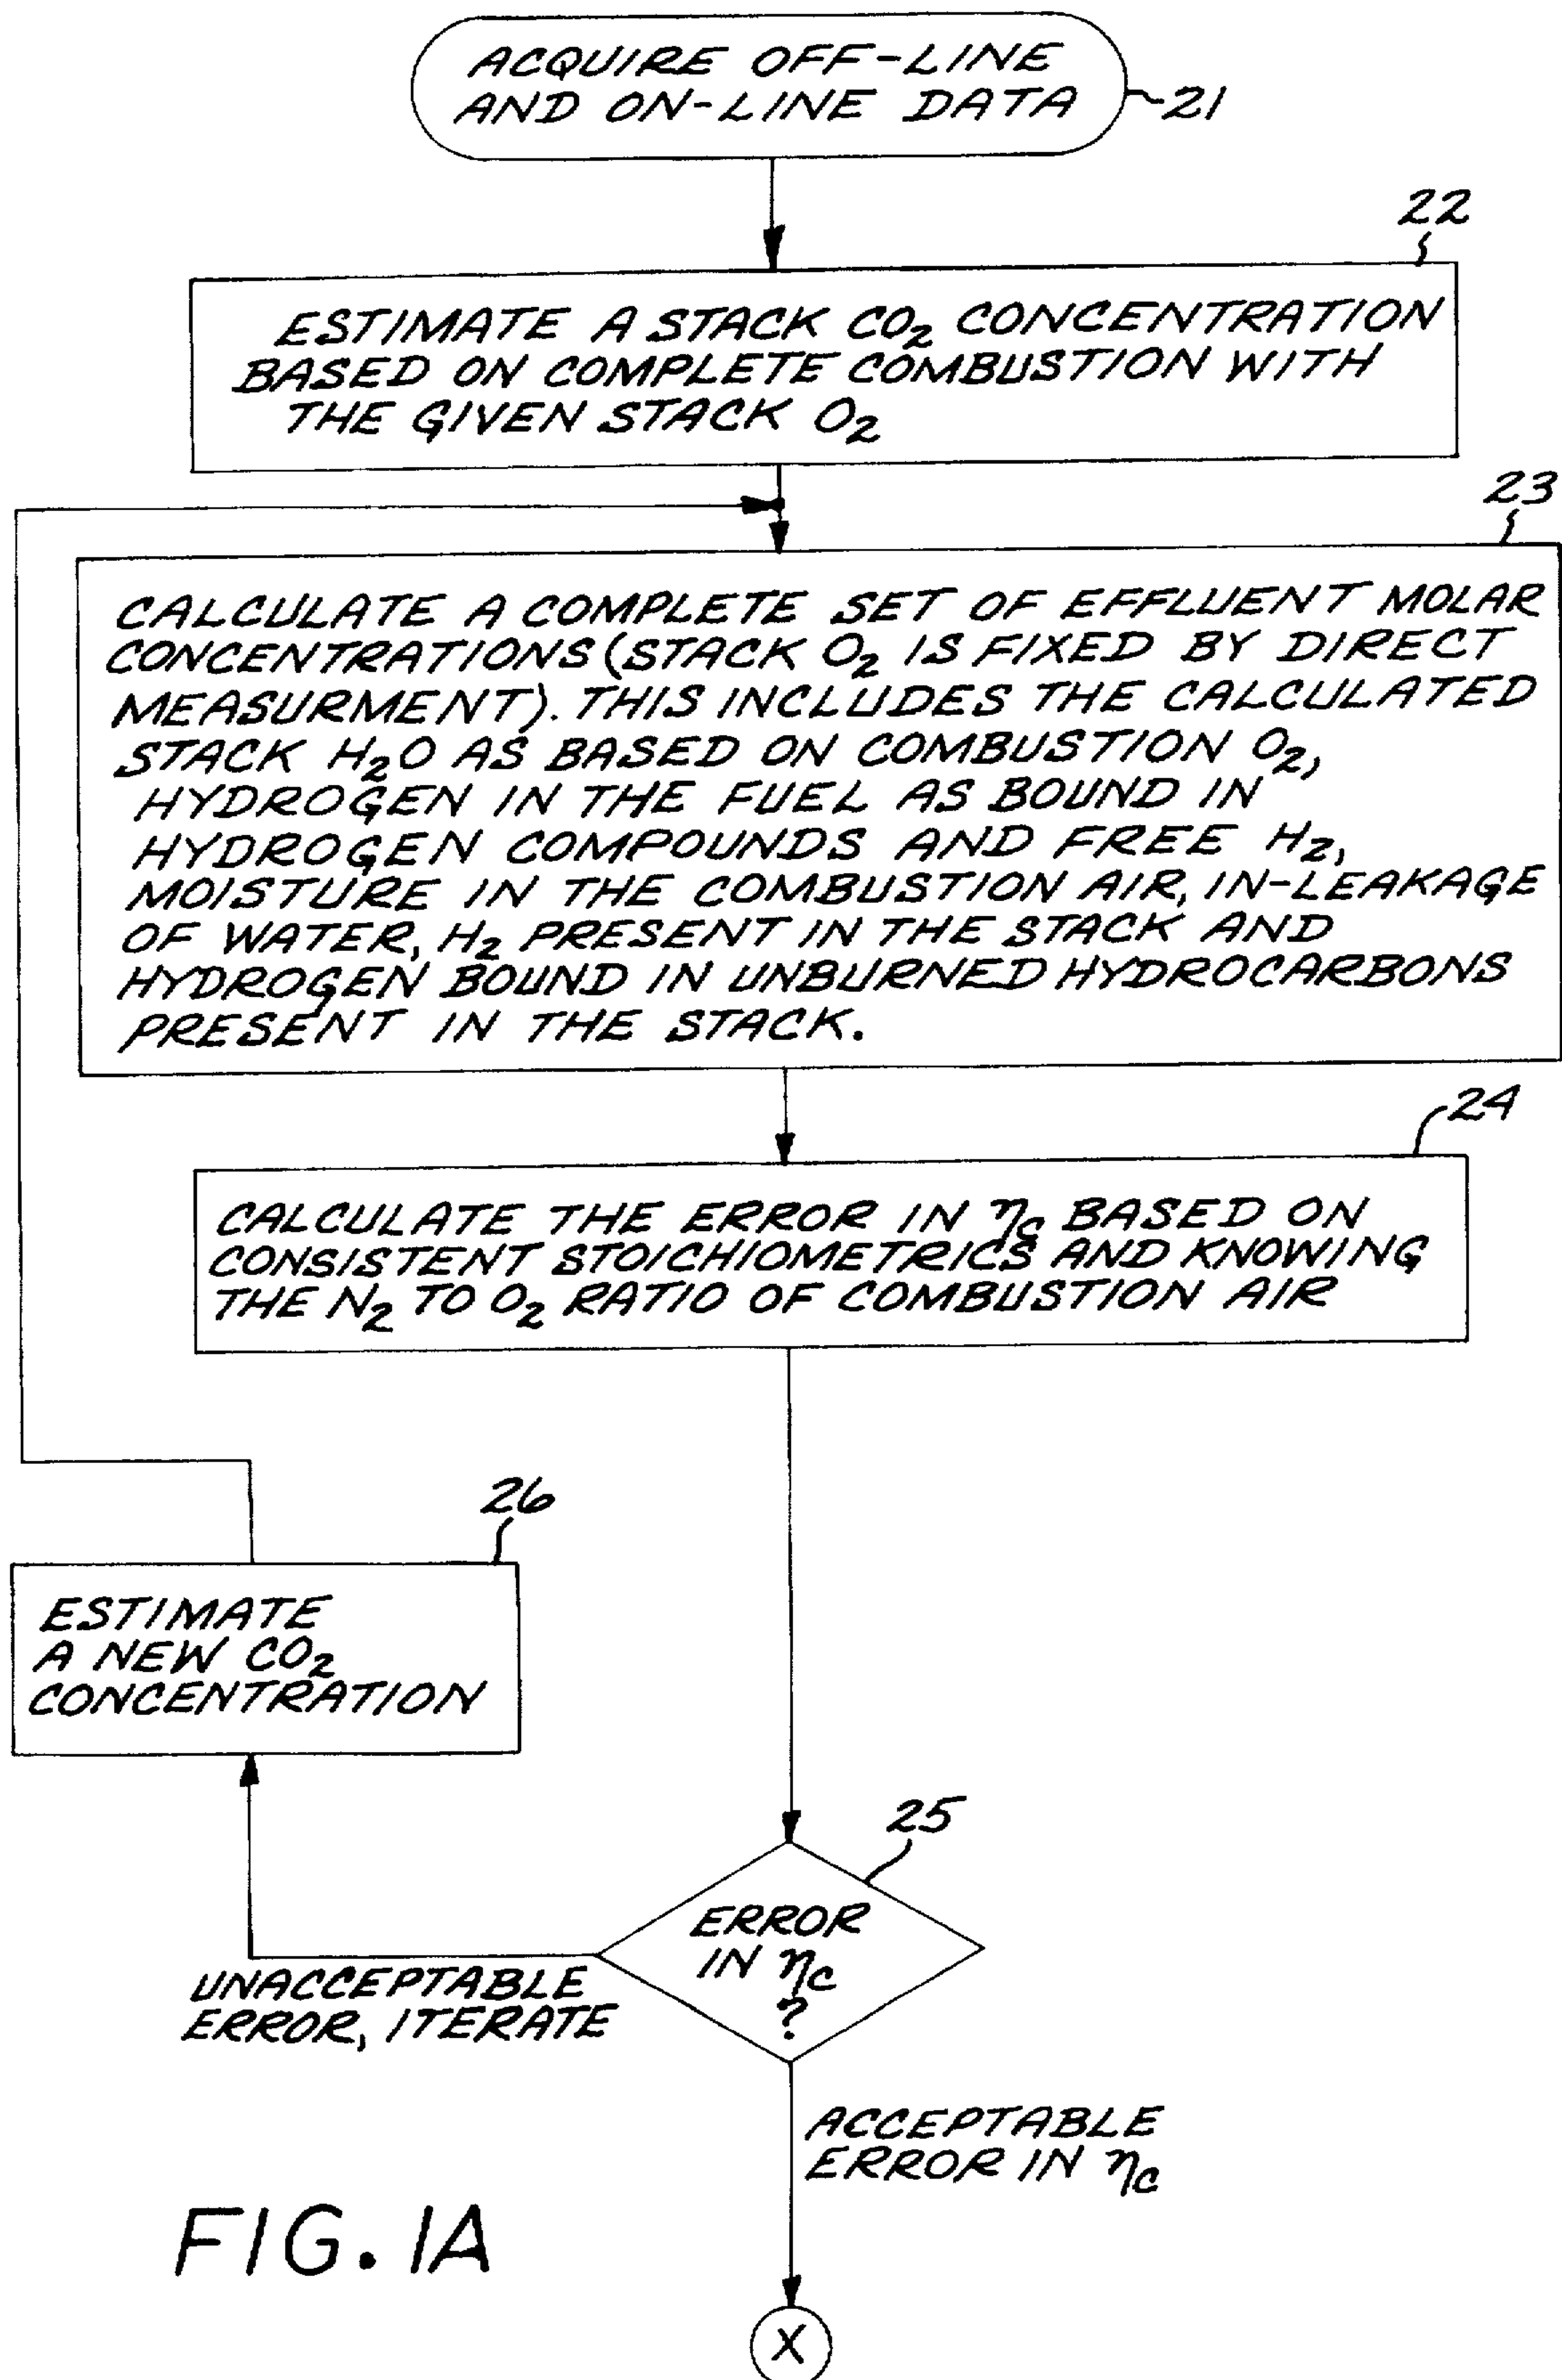 ACQUIRE OFF-LINE
AND ON-LINE DATA
21
22
ESTIMATE A STACK CO₂ CONCENTRATION
BASED ON COMPLETE COMBUSTION WITH
THE GIVEN STACK O₂
23
CALCULATE A COMPLETE SET OF EFFLUENT MOLAR
CONCENTRATIONS (STACK O₂ IS FIXED BY DIRECT
MEASURMENT). THIS INCLUDES THE CALCULATED
STACK H₂O AS BASED ON COMBUSTION O₂,
HYDROGEN IN THE FUEL AS BOUND IN
HYDROGEN COMPOUNDS AND FREE H₂,
MOISTURE IN THE COMBUSTION AIR, IN-LEAKAGE
OF WATER, H₂ PRESENT IN THE STACK AND
HYDROGEN BOUND IN UNBURNED HYDROCARBONS
PRESENT IN THE STACK.
24
CALCULATE THE ERROR IN ηc BASED ON
CONSISTENT STOICHIOMETRICS AND KNOWING
THE N₂ TO O₂ RATIO OF COMBUSTION AIR
26
ESTIMATE
A NEW CO₂
CONCENTRATION
25
ERROR
IN ηc
?
UNACCEPTABLE
ERROR, ITERATE
ACCEPTABLE
ERROR IN ηc
FIG. 1A
X